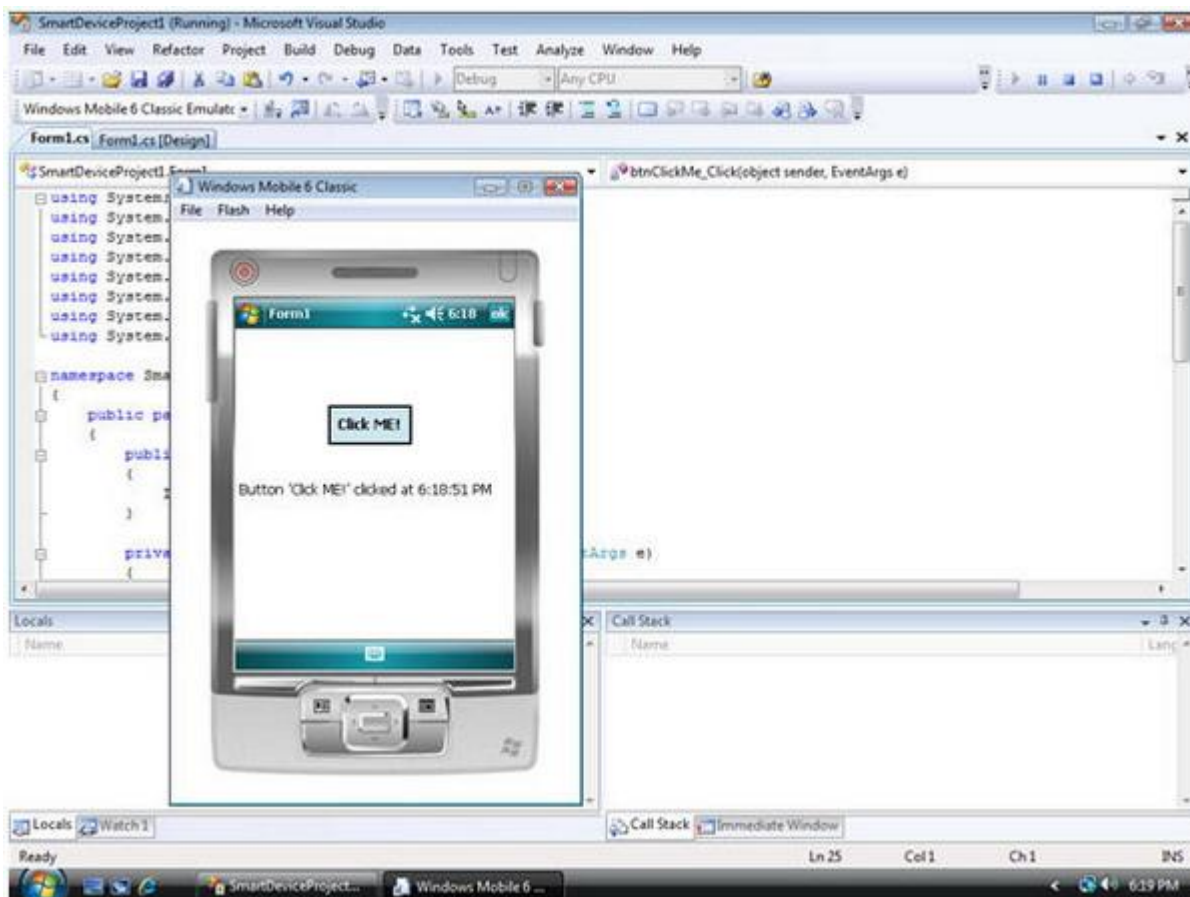 SmartDeviceProject1 (Running) - Microsoft Visual Studio
File Edit View Refactor Project Build Debug Data Tools Test Analyze Window Help
Debug Any CPU
Windows Mobile 6 Classic Emulatc
Form1.cs Form1.cs [Design]
SmartDeviceProject1.Form1
btnClickMe_Click(object sender, EventArgs e)
using System;
using System.
using System.
using System.
using System.
using System.
using System.
using System.
namespace Sma
{
public pa
{
publi
{
}
priva
tArgs e)
{
Windows Mobile 6 Classic
File Flash Help
Form1 6:18 ok
Click ME!
Button 'Click ME!' clicked at 6:18:51 PM
Locals
Name
Call Stack
Name Lang
Locals Watch 1
Call Stack Immediate Window
Ready Ln 25 Col 1 Ch 1 INS
SmartDeviceProject... Windows Mobile 6 ... 6:19 PM